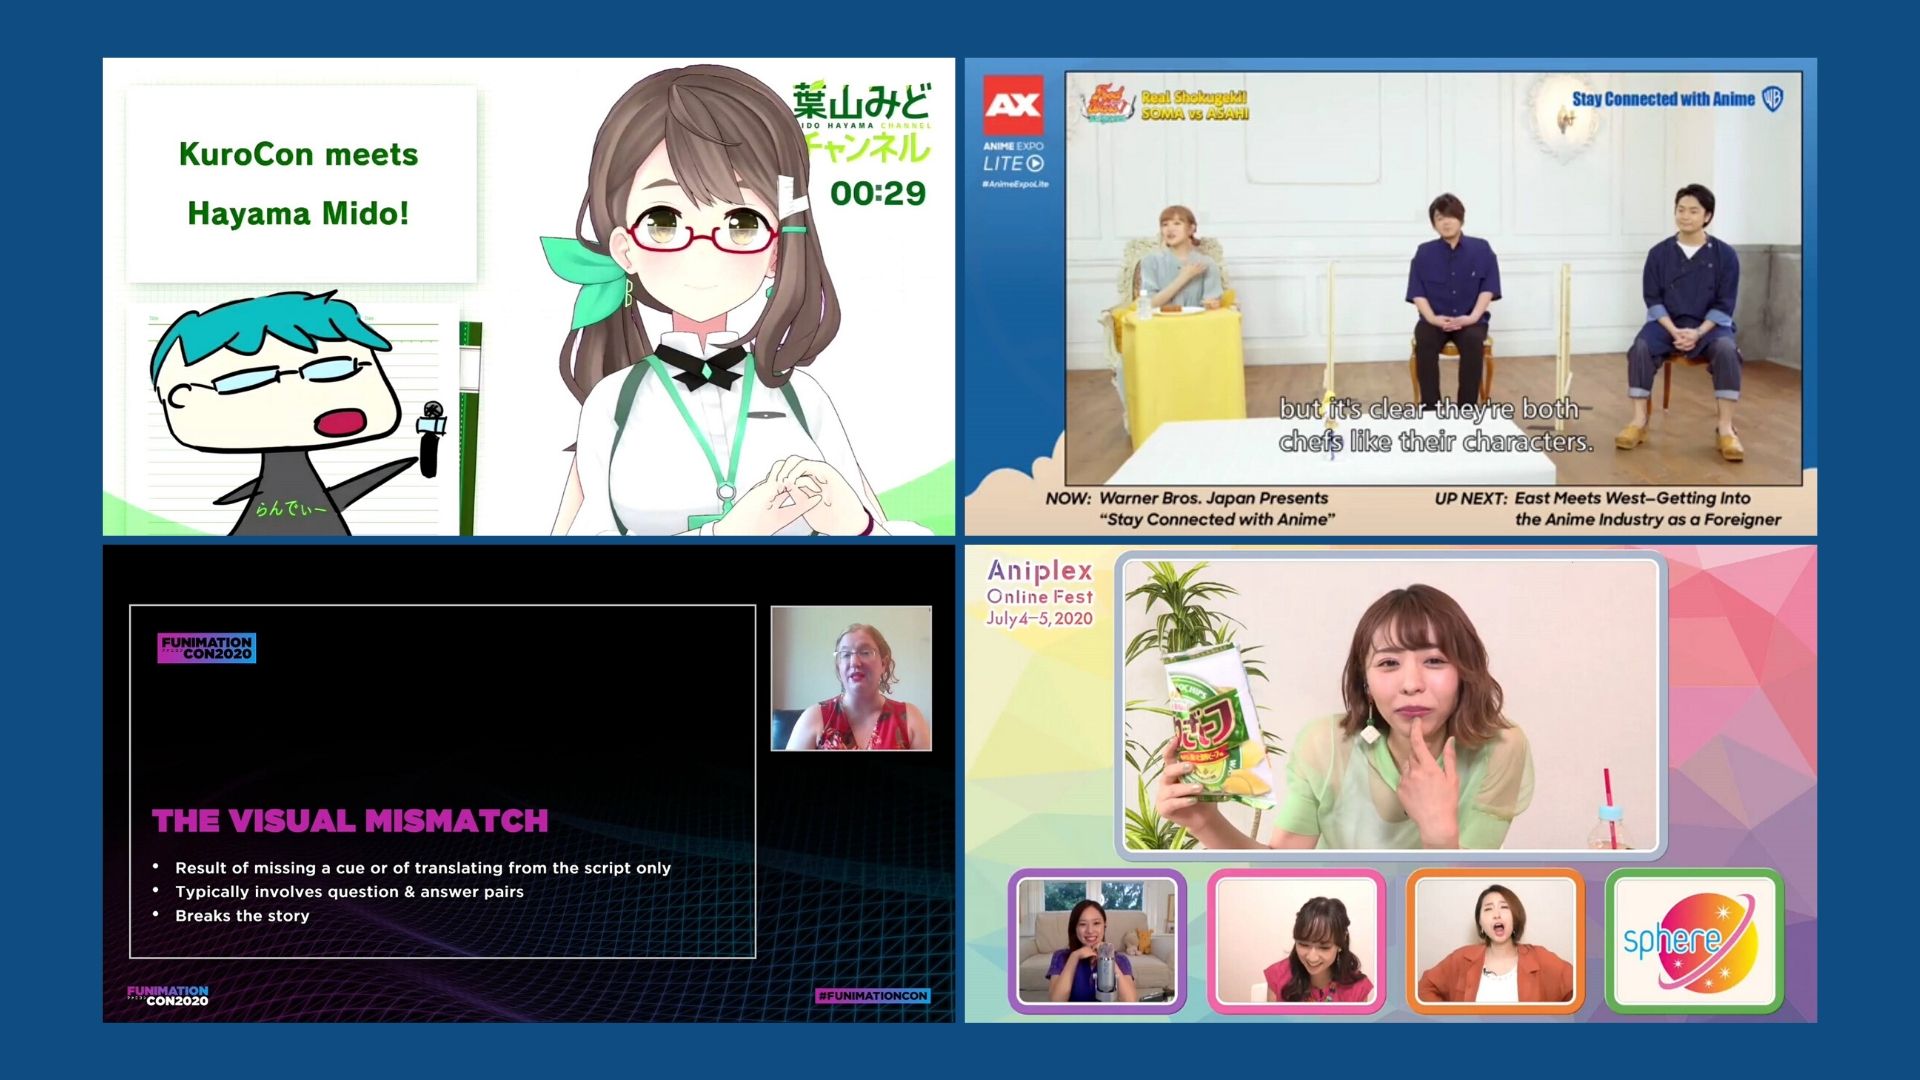 KuroCon meets
Hayama Mido!
葉山みど
IDO HAYAMA CHANNEL
チャンネル
00:29
らんでぃー
AX
ANIME EXPO
LITE
#AnimeExpoLite
Real Shokugeki!
SOMA vs ASAHI
Stay Connected with Anime
WB
but it's clear they're both
chefs like their characters.
NOW: Warner Bros. Japan Presents
"Stay Connected with Anime"
UP NEXT: East Meets West—Getting Into
the Anime Industry as a Foreigner
FUNIMATION
CON2020
THE VISUAL MISMATCH
• Result of missing a cue or of translating from the script only
• Typically involves question & answer pairs
• Breaks the story
FUNIMATION
CON2020
#FUNIMATIONCON
Aniplex
Online Fest
July4–5,2020
sphere